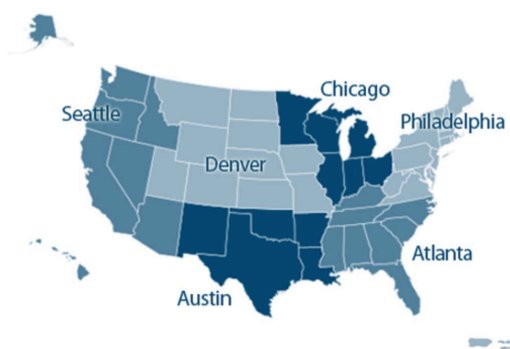 Chicago
Seattle
Philadelphia
Denver
Atlanta
Austin